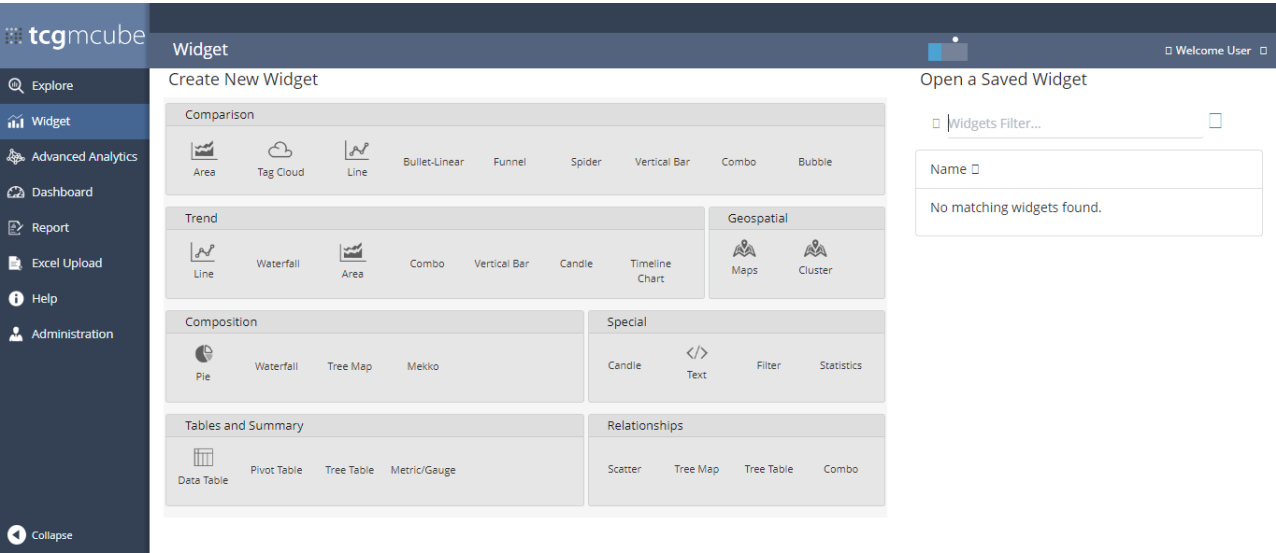 tcgmcube
Widget
Welcome User
Explore
Widget
Advanced Analytics
Dashboard
Report
Excel Upload
Help
Administration
Collapse
Create New Widget
Comparison
Area Tag Cloud Line Bullet-Linear Funnel Spider Vertical Bar Combo Bubble
Trend
Line Waterfall Area Combo Vertical Bar Candle Timeline
Chart
Geospatial
Maps Cluster
Composition
Pie Waterfall Tree Map Mekko
Special
Candle Text Filter Statistics
Tables and Summary
Data Table Pivot Table Tree Table Metric/Gauge
Relationships
Scatter Tree Map Tree Table Combo
Open a Saved Widget
Widgets Filter...
Name
No matching widgets found.